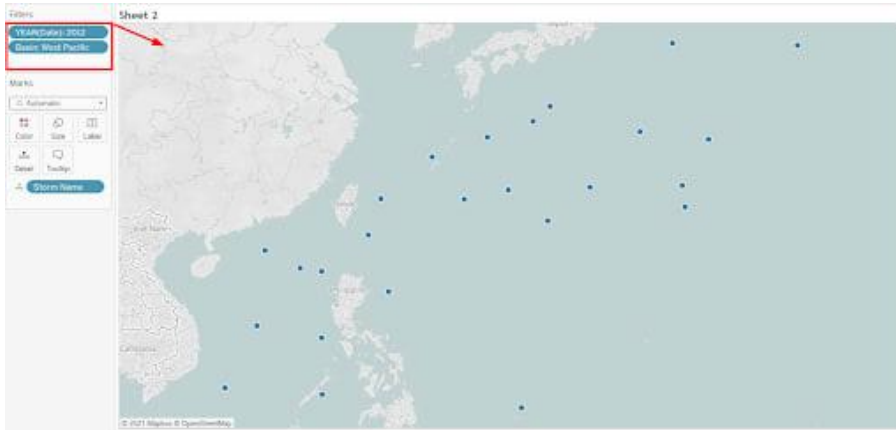 Filters
Sheet 2
YEAR(Date): 2012
Basin: West Pacific
Marks
Automatic
Color
Size
Label
Detail
Tooltip
Storm Name
© 2021 Mapbox © OpenStreetMap